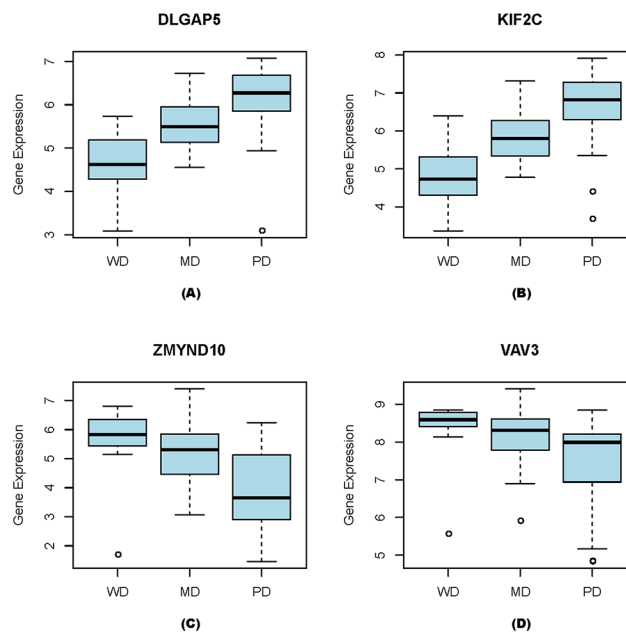 DLGAP5
Gene Expression
7
6
5
4
3
WD MD PD
(A)
KIF2C
Gene Expression
8
7
6
5
4
WD MD PD
(B)
ZMYND10
Gene Expression
7
6
5
4
3
2
WD MD PD
(C)
VAV3
Gene Expression
9
8
7
6
5
WD MD PD
(D)